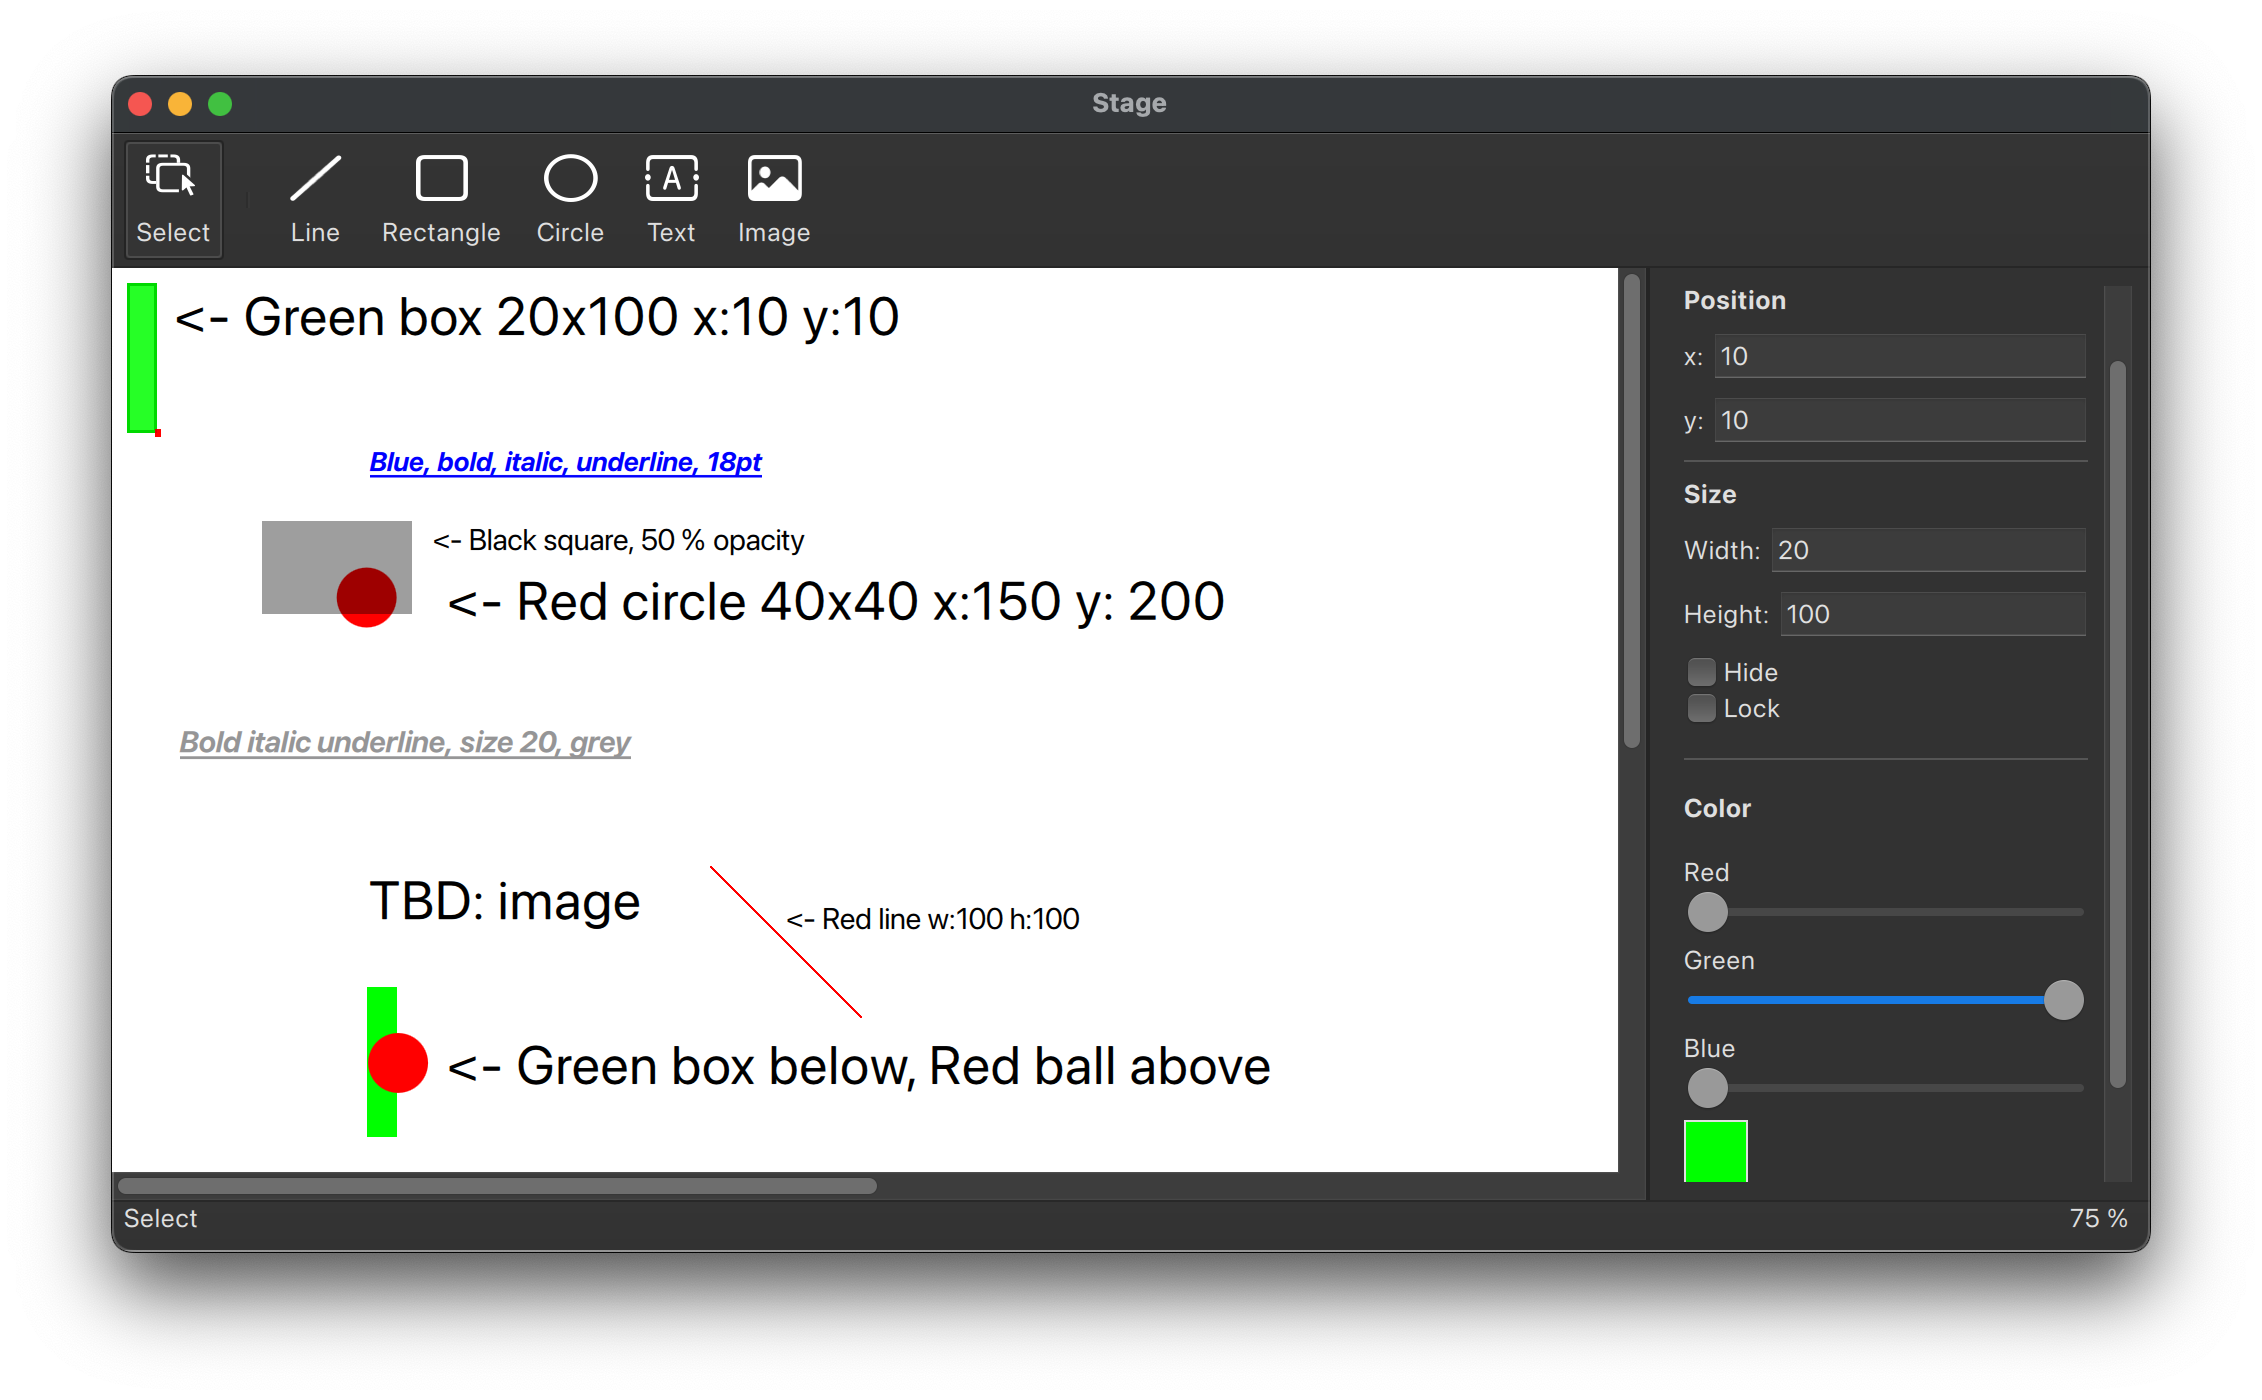 Stage
Select
Line
Rectangle
Circle
Text
Image
<- Green box 20x100 x:10 y:10
Blue, bold, italic, underline, 18pt
<- Black square, 50 % opacity
<- Red circle 40x40 x:150 y: 200
Bold italic underline, size 20, grey
TBD: image
<- Red line w:100 h:100
<- Green box below, Red ball above
Position
x: 10
y: 10
Size
Width: 20
Height: 100
Hide
Lock
Color
Red
Green
Blue
Select
75 %